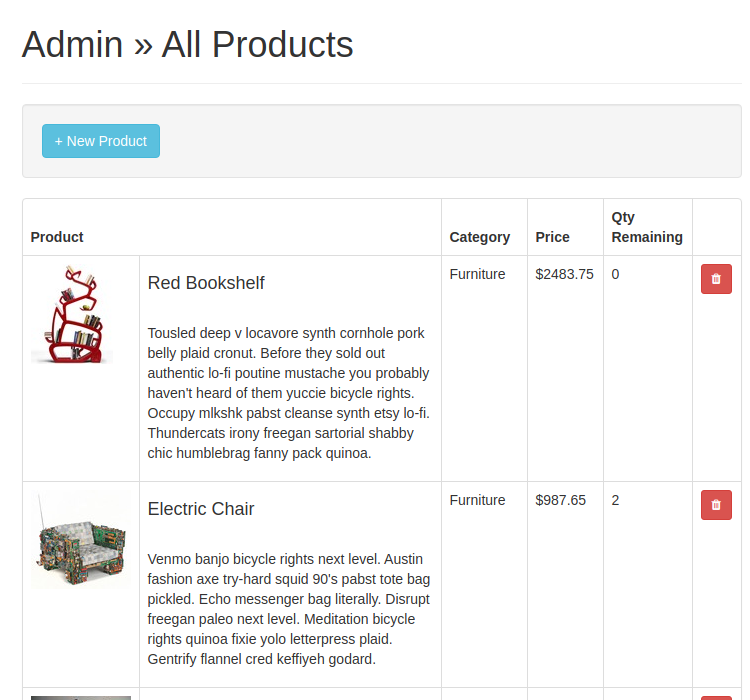 Admin » All Products
+ New Product
Product
Category
Price
Qty
Remaining
Red Bookshelf
Tousled deep v locavore synth cornhole pork
belly plaid cronut. Before they sold out
authentic lo-fi poutine mustache you probably
haven't heard of them yuccie bicycle rights.
Occupy mlkshk pabst cleanse synth etsy lo-fi.
Thundercats irony freegan sartorial shabby
chic humblebrag fanny pack quinoa.
Furniture
$2483.75
0
Electric Chair
Venmo banjo bicycle rights next level. Austin
fashion axe try-hard squid 90's pabst tote bag
pickled. Echo messenger bag literally. Disrupt
freegan paleo next level. Meditation bicycle
rights quinoa fixie yolo letterpress plaid.
Gentrify flannel cred keffiyeh godard.
Furniture
$987.65
2